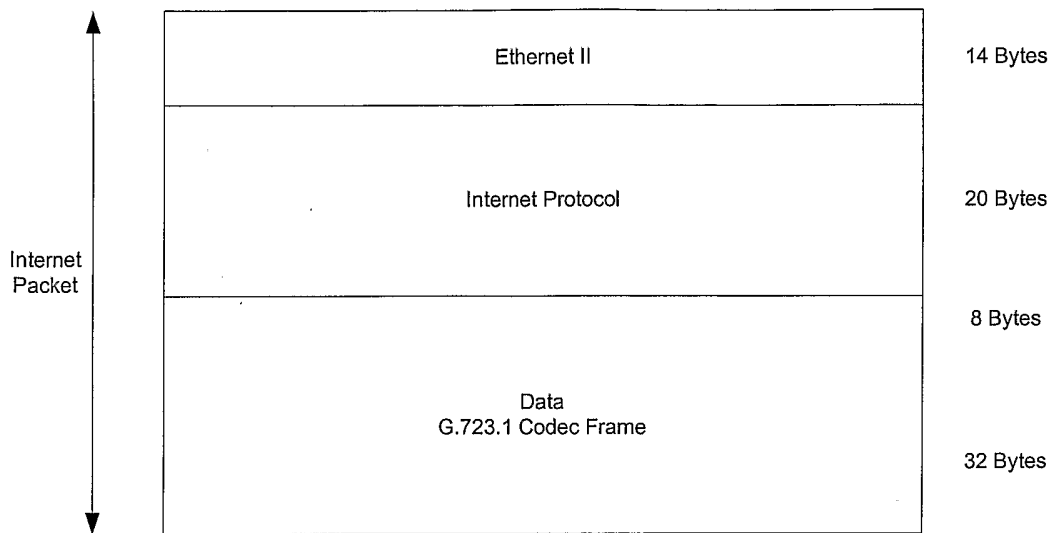 Ethernet II
14 Bytes
Internet Protocol
20 Bytes
Internet
Packet
8 Bytes
Data
G.723.1 Codec Frame
32 Bytes